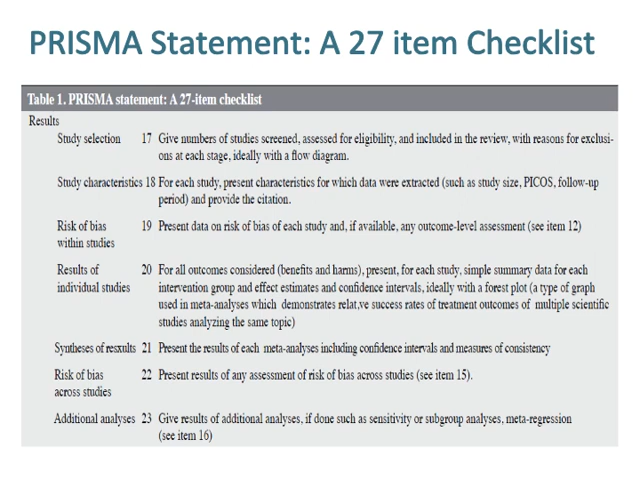 PRISMA Statement: A 27 item Checklist
Table 1. PRISMA statement: A 27-item checklist
Results
Study selection 17 Give numbers of studies screened, assessed for eligibility, and included in the review, with reasons for exclusi-
ons at each stage, ideally with a flow diagram.
Study characteristics 18 For each study, present characteristics for which data were extracted (such as study size, PICOS, follow-up
period) and provide the citation.
Risk of bias 19 Present data on risk of bias of each study and, if available, any outcome-level assessment (see item 12)
within studies
Results of 20 For all outcomes considered (benefits and harms), present, for each study, simple summary data for each
individual studies intervention group and effect estimates and confidence intervals, ideally with a forest plot (a type of graph
used in meta-analyses which demonstrates relat,ve success rates of treatment outcomes of multiple scientific
studies analyzing the same topic)
Syntheses of resxults 21 Present the results of each meta-analyses including confidence intervals and measures of consistency
Risk of bias 22 Present results of any assessment of risk of bias across studies (see item 15).
across studies
Additional analyses 23 Give results of additional analyses, if done such as sensitivity or subgroup analyses, meta-regression
(see item 16)